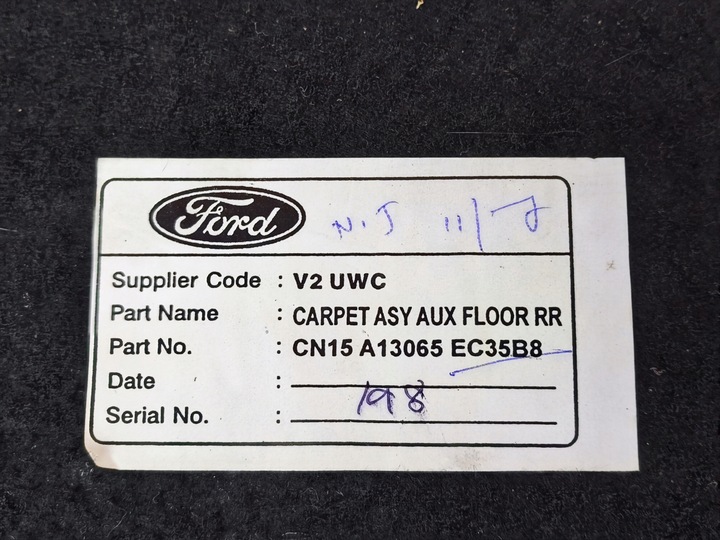 Ford N.J 11/7
Supplier Code : V2 UWC
Part Name : CARPET ASY AUX FLOOR RR
Part No. : CN15 A13065 EC35B8
Date :
Serial No. : 198